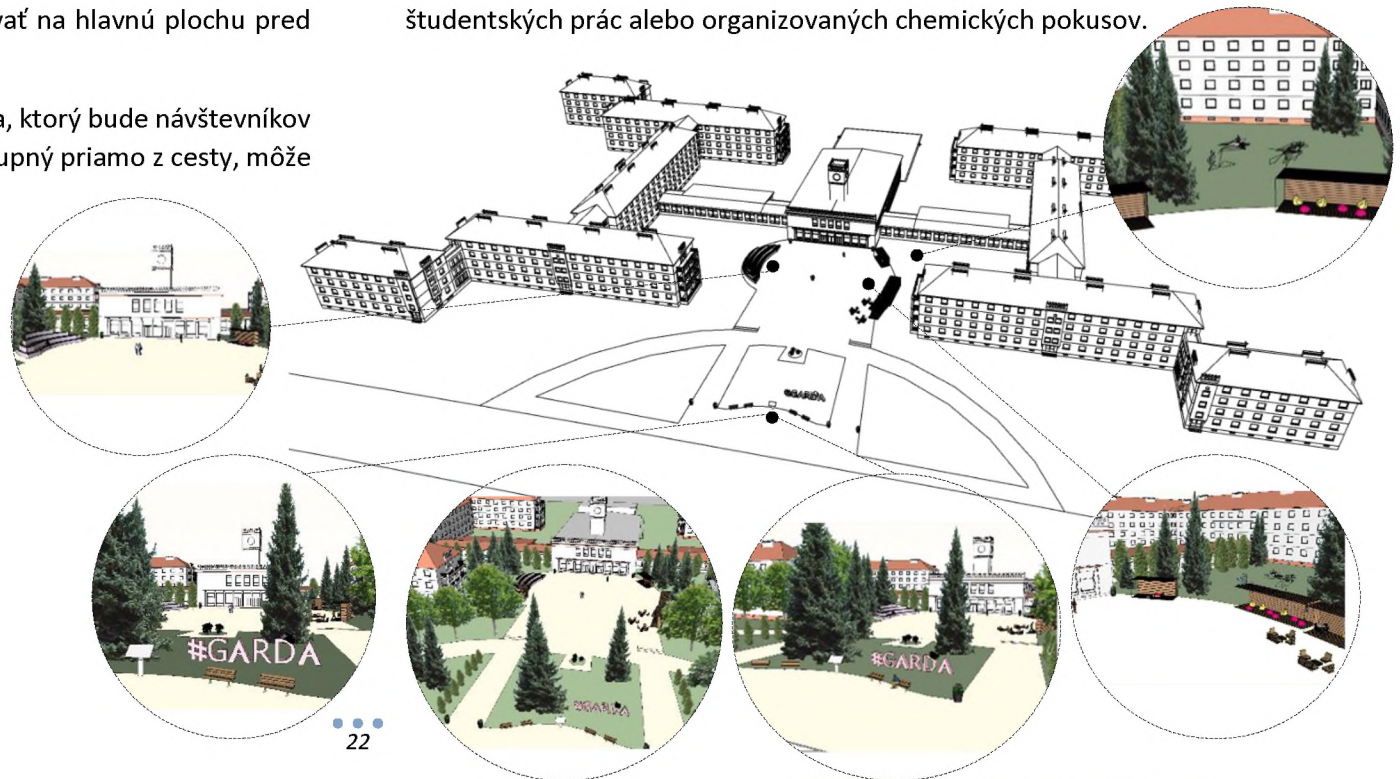 vať na hlavnú plochu pred
a, ktorý bude návštevníkov
upný priamo z cesty, môže
študentských prác alebo organizovaných chemických pokusov.
#GARDA
#GARDA
#GARDA
#GARDA
22